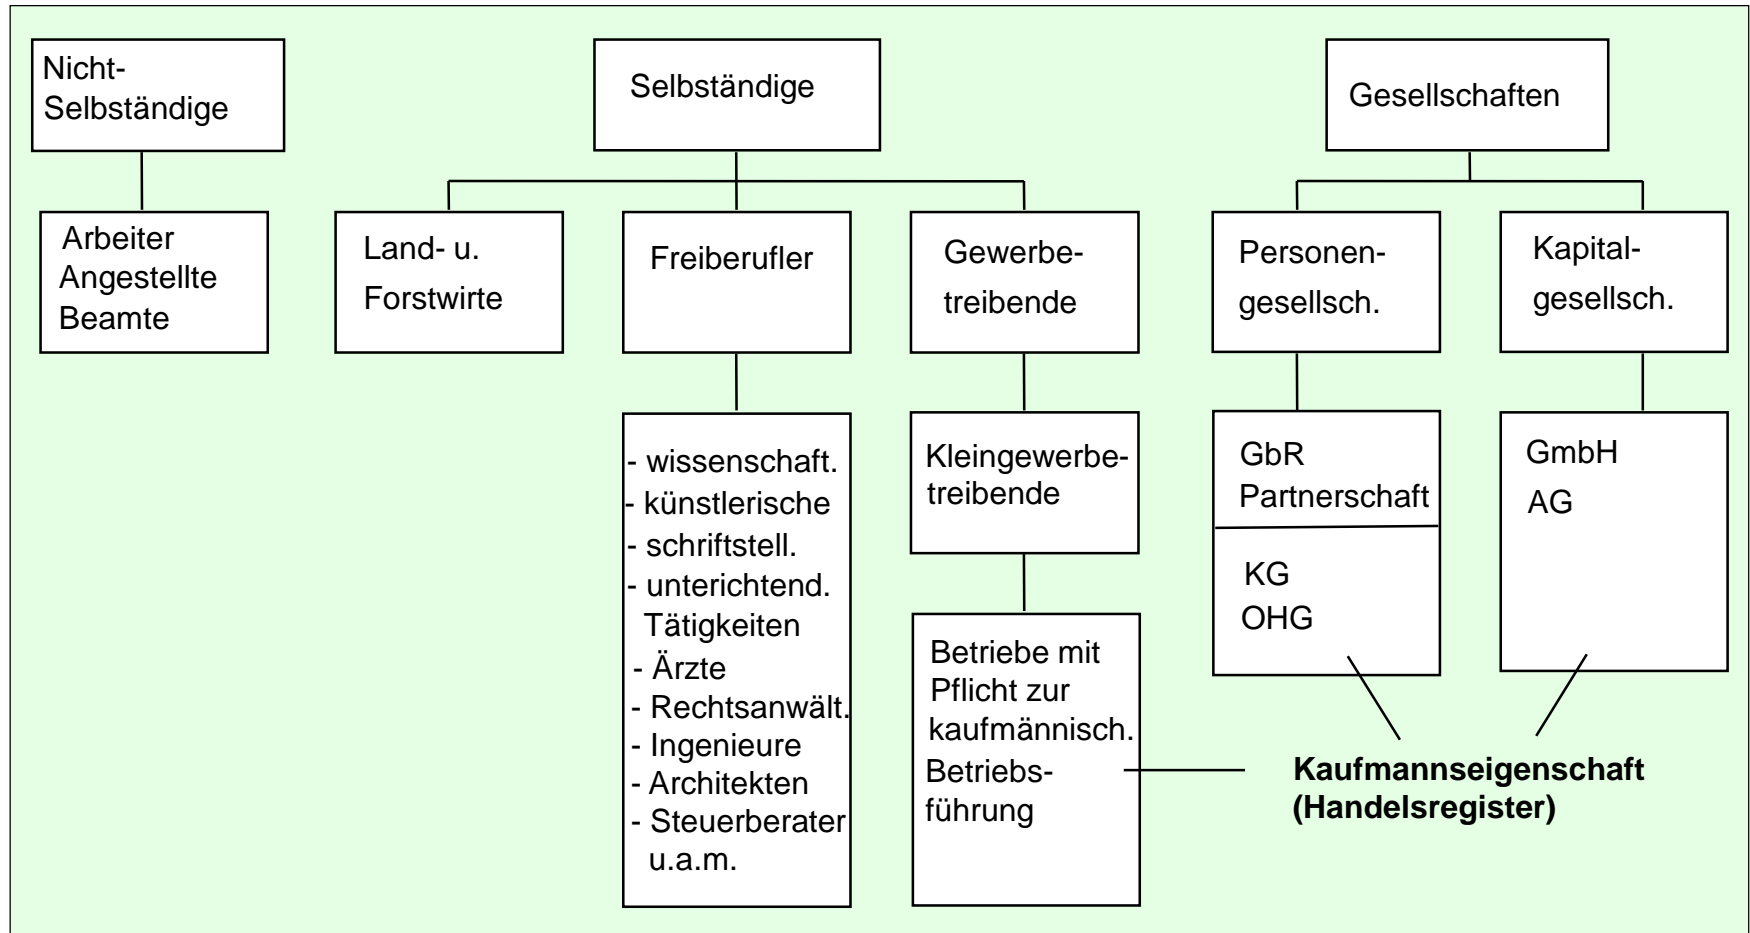 Nicht-
Selbständige
Selbständige
Gesellschaften
Arbeiter
Angestellte
Beamte
Land- u.
Forstwirte
Freiberufler
Gewerbe-
treibende
Personen-
gesellsch.
Kapital-
gesellsch.
- wissenschaft.
- künstlerische
- schriftstell.
- unterichtend.
Tätigkeiten
- Ärzte
- Rechtsanwält.
- Ingenieure
- Architekten
- Steuerberater
u.a.m.
Kleingewerbe-
treibende
Betriebe mit
Pflicht zur
kaufmännisch.
Betriebs-
führung
GbR
Partnerschaft
KG
OHG
GmbH
AG
Kaufmannseigenschaft
(Handelsregister)